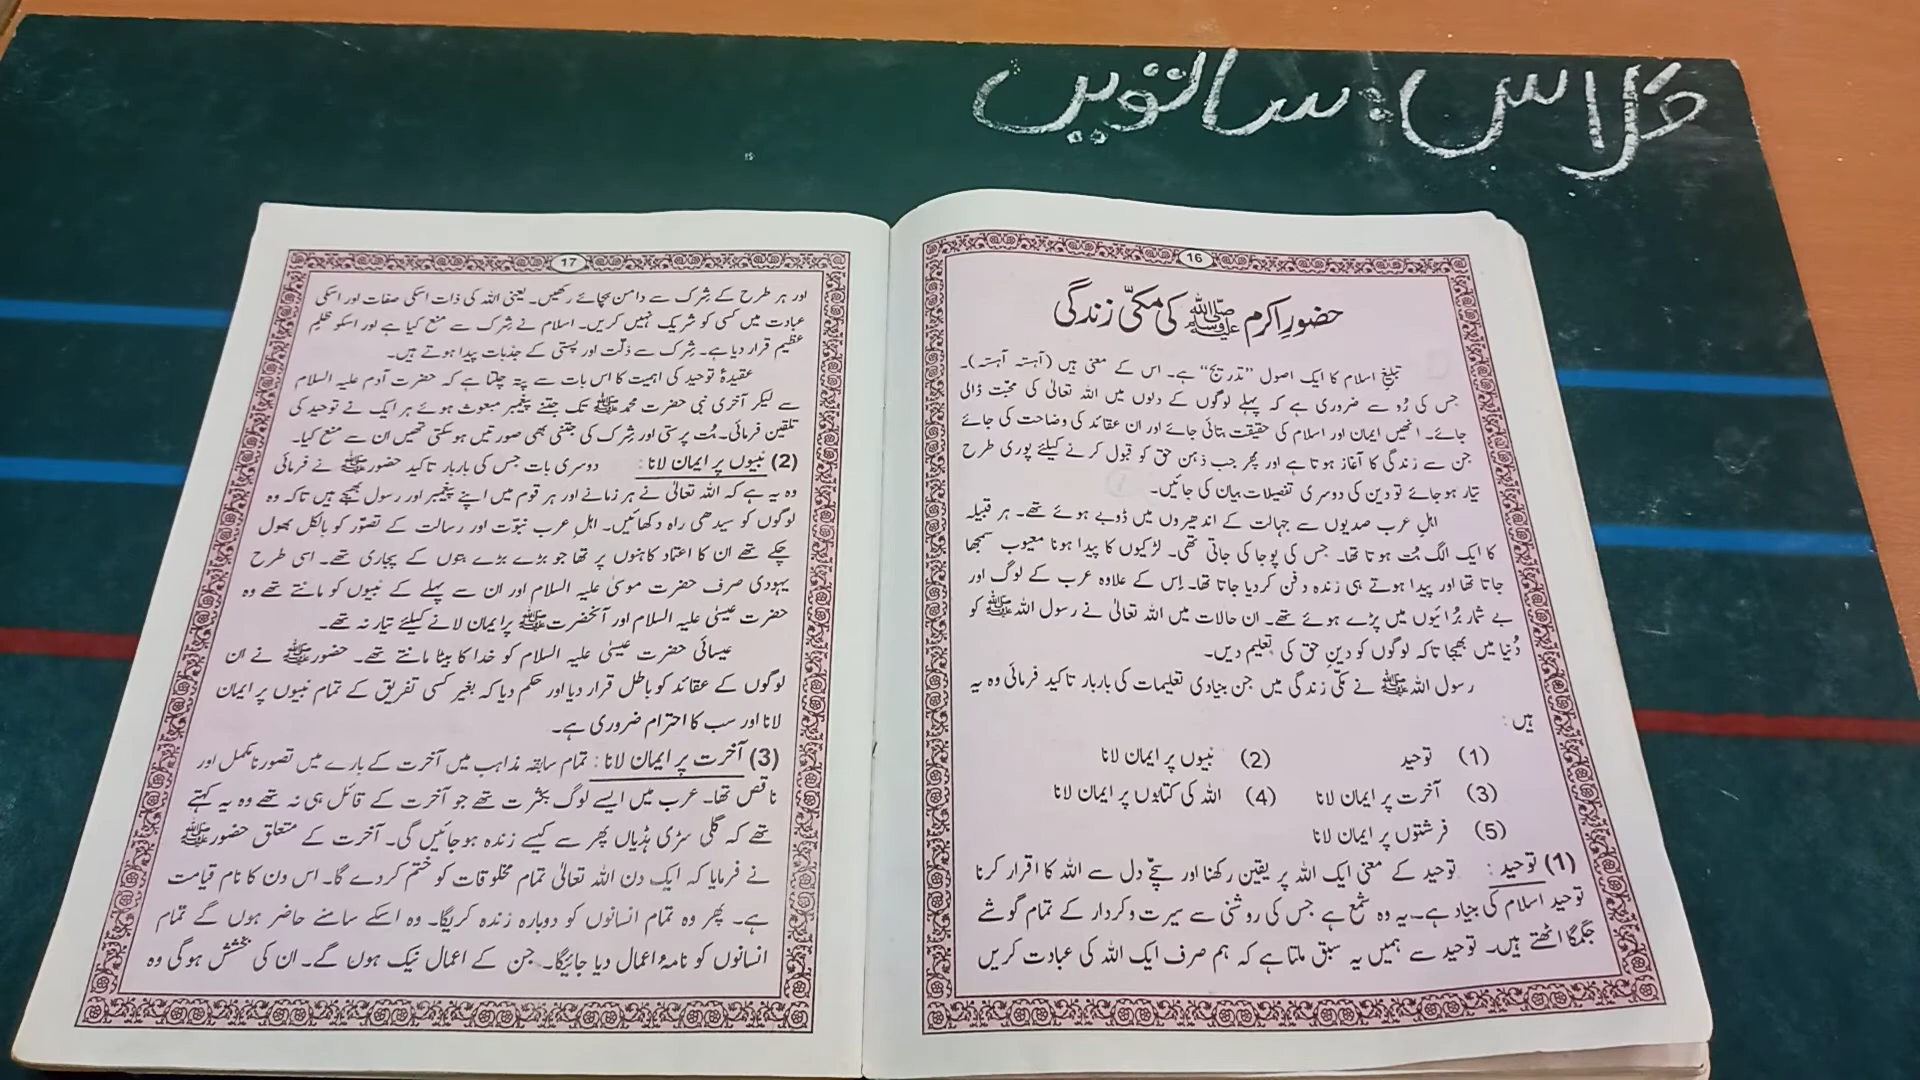 کلاس: ساتویں
16
حضورِ اکرم ﷺ کی مکّی زندگی
تبلیغِ اسلام کا ایک اصول "تدریج" ہے۔ اس کے معنی ہیں (آہستہ آہستہ)۔
جس کی رُو سے ضروری ہے کہ پہلے لوگوں کے دلوں میں اللہ تعالیٰ کی محبّت ڈالی
جائے۔ انھیں ایمان اور اسلام کی حقیقت بتائی جائے اور ان عقائد کی وضاحت کی جائے
جن سے زندگی کا آغاز ہوتا ہے اور پھر جب ذہن حق کو قبول کرنے کیلئے پوری طرح
تیار ہو جائے تو دین کی دوسری تفصیلات بیان کی جائیں۔
اہلِ عرب صدیوں سے جہالت کے اندھیروں میں ڈوبے ہوئے تھے۔ ہر قبیلہ
کا ایک الگ بُت ہوتا تھا۔ جس کی پوجا کی جاتی تھی۔ لڑکیوں کا پیدا ہونا معیوب سمجھا
جاتا تھا اور پیدا ہوتے ہی زندہ دفن کردیا جاتا تھا۔ اِس کے علاوہ عرب کے لوگ اور
بے شمار بُرائیوں میں پڑے ہوئے تھے۔ ان حالات میں اللہ تعالیٰ نے رسول اللہ ﷺ کو
دُنیا میں بھیجا تاکہ لوگوں کو دینِ حق کی تعلیم دیں۔
رسول اللہ ﷺ نے مکّی زندگی میں جن بنیادی تعلیمات کی باربار تاکید فرمائی وہ یہ
ہیں:
(1) توحید (2) نبیوں پر ایمان لانا
(3) آخرت پر ایمان لانا (4) اللہ کی کتابوں پر ایمان لانا
(5) فرشتوں پر ایمان لانا
(1) توحید: توحید کے معنی ایک اللہ پر یقین رکھنا اور سچّے دل سے اللہ کا اقرار کرنا
توحید اسلام کی بنیاد ہے۔ یہ وہ شمع ہے جس کی روشنی سے سیرت و کردار کے تمام گوشے
جگمگا اٹھتے ہیں۔ توحید سے ہمیں یہ سبق ملتا ہے کہ ہم صرف ایک اللہ کی عبادت کریں
17
اور ہر طرح کے شِرک سے دامن بچائے رکھیں۔ یعنی اللہ کی ذات اسکی صفات اور اسکی
عبادت میں کسی کو شریک نہیں کریں۔ اسلام نے شِرک سے منع کیا ہے اور اسکو ظلمِ
عظیم قرار دیا ہے۔ شِرک سے ذلّت اور پستی کے جذبات پیدا ہوتے ہیں۔
عقیدۂ توحید کی اہمیت کا اس بات سے پتہ چلتا ہے کہ حضرت آدم علیہ السلام
سے لیکر آخری نبی حضرت محمد ﷺ تک جتنے پیغمبر مبعوث ہوئے ہر ایک نے توحید کی
تلقین فرمائی۔ بُت پرستی اور شِرک کی جتنی بھی صورتیں ہوسکتی تھیں ان سے منع کیا۔
(2) نبیوں پر ایمان لانا: دوسری بات جس کی باربار تاکید حضور ﷺ نے فرمائی
وہ یہ ہے کہ اللہ تعالیٰ نے ہر زمانے اور ہر قوم میں اپنے پیغمبر اور رسول بھیجے ہیں تاکہ وہ
لوگوں کو سیدھی راہ دکھائیں۔ اہلِ عرب نبوّت اور رسالت کے تصوّر کو بالکل بھول
چکے تھے ان کا اعتماد کاہنوں پر تھا جو بڑے بڑے بتوں کے پجاری تھے۔ اسی طرح
یہودی صرف حضرت موسیٰ علیہ السلام اور ان سے پہلے کے نبیوں کو مانتے تھے وہ
حضرت عیسیٰ علیہ السلام اور آنحضرت ﷺ پر ایمان لانے کیلئے تیار نہ تھے۔
عیسائی حضرت عیسیٰ علیہ السلام کو خدا کا بیٹا مانتے تھے۔ حضور ﷺ نے ان
لوگوں کے عقائد کو باطل قرار دیا اور حکم دیا کہ بغیر کسی تفریق کے تمام نبیوں پر ایمان
لانا اور سب کا احترام ضروری ہے۔
(3) آخرت پر ایمان لانا: تمام سابقہ مذاہب میں آخرت کے بارے میں تصور نامکمل اور
ناقص تھا۔ عرب میں ایسے لوگ بکثرت تھے جو آخرت کے قائل ہی نہ تھے وہ یہ کہتے
تھے کہ گلی سڑی ہڈیاں پھر سے کیسے زندہ ہوجائیں گی۔ آخرت کے متعلق حضور ﷺ
نے فرمایا کہ ایک دن اللہ تعالیٰ تمام مخلوقات کو ختم کردے گا۔ اس دن کا نام قیامت
ہے۔ پھر وہ تمام انسانوں کو دوبارہ زندہ کریگا۔ وہ اسکے سامنے حاضر ہوں گے تمام
انسانوں کو نامۂ اعمال دیا جائیگا۔ جن کے اعمال نیک ہوں گے۔ ان کی بخشش ہوگی وہ